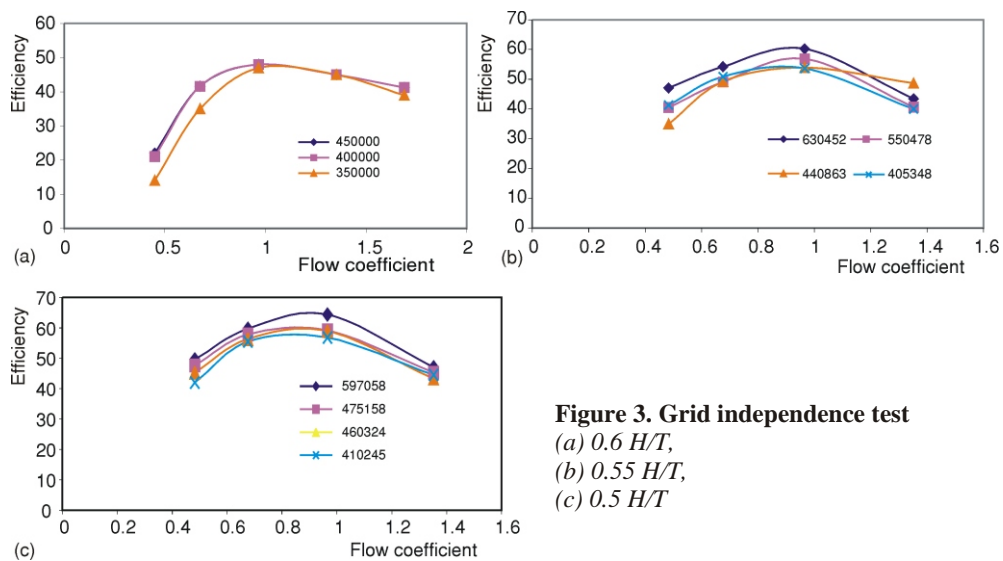 60
50
40
30
20
10
0
Efficiency
450000
400000
350000
0 0.5 1 1.5 2
(a) Flow coefficient
70
60
50
40
30
20
10
0
Efficiency
630452 550478
440863 405348
0 0.2 0.4 0.6 0.8 1 1.2 1.4 1.6
(b) Flow coefficient
70
60
50
40
30
20
10
0
Efficiency
597058
475158
460324
410245
0 0.2 0.4 0.6 0.8 1 1.2 1.4 1.6
(c) Flow coefficient
Figure 3. Grid independence test
(a) 0.6 H/T,
(b) 0.55 H/T,
(c) 0.5 H/T